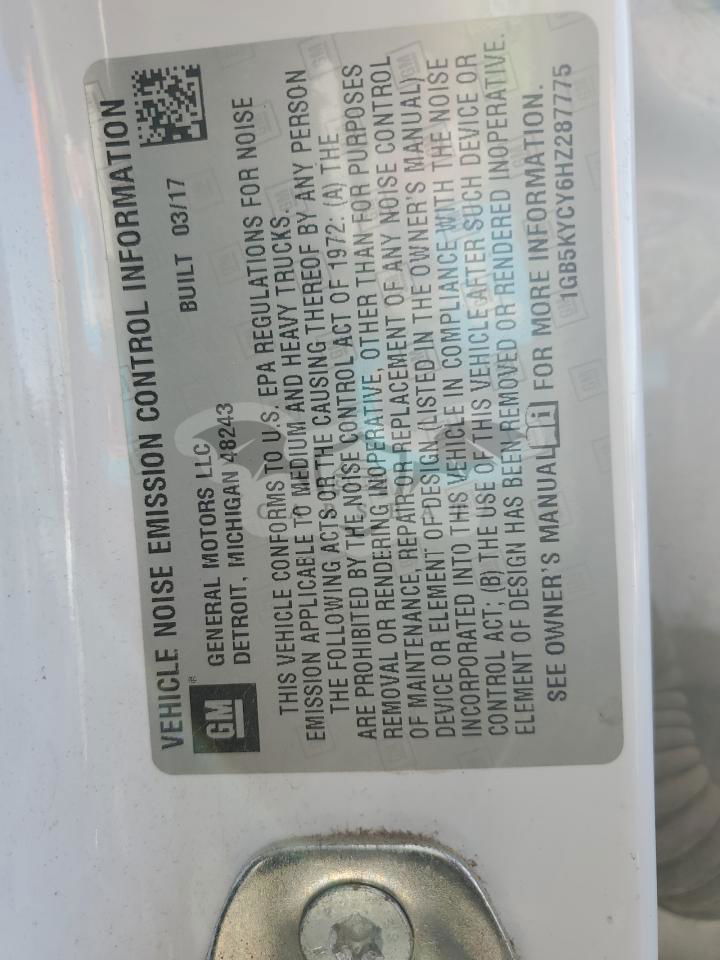 VEHICLE NOISE EMISSION CONTROL INFORMATION
GM
GENERAL MOTORS LLC
DETROIT, MICHIGAN 48243
BUILT 03/17
THIS VEHICLE CONFORMS TO U.S. EPA REGULATIONS FOR NOISE
EMISSION APPLICABLE TO MEDIUM AND HEAVY TRUCKS.
THE FOLLOWING ACTS OR THE CAUSING THEREOF BY ANY PERSON
ARE PROHIBITED BY THE NOISE CONTROL ACT OF 1972: (A) THE
REMOVAL OR RENDERING INOPERATIVE, OTHER THAN FOR PURPOSES
OF MAINTENANCE, REPAIR OR REPLACEMENT OF ANY NOISE CONTROL
DEVICE OR ELEMENT OF DESIGN (LISTED IN THE OWNER'S MANUAL)
INCORPORATED INTO THIS VEHICLE IN COMPLIANCE WITH THE NOISE
CONTROL ACT; (B) THE USE OF THIS VEHICLE AFTER SUCH DEVICE OR
ELEMENT OF DESIGN HAS BEEN REMOVED OR RENDERED INOPERATIVE.
SEE OWNER'S MANUAL FOR MORE INFORMATION.
1GB5KYCY6HZ287775